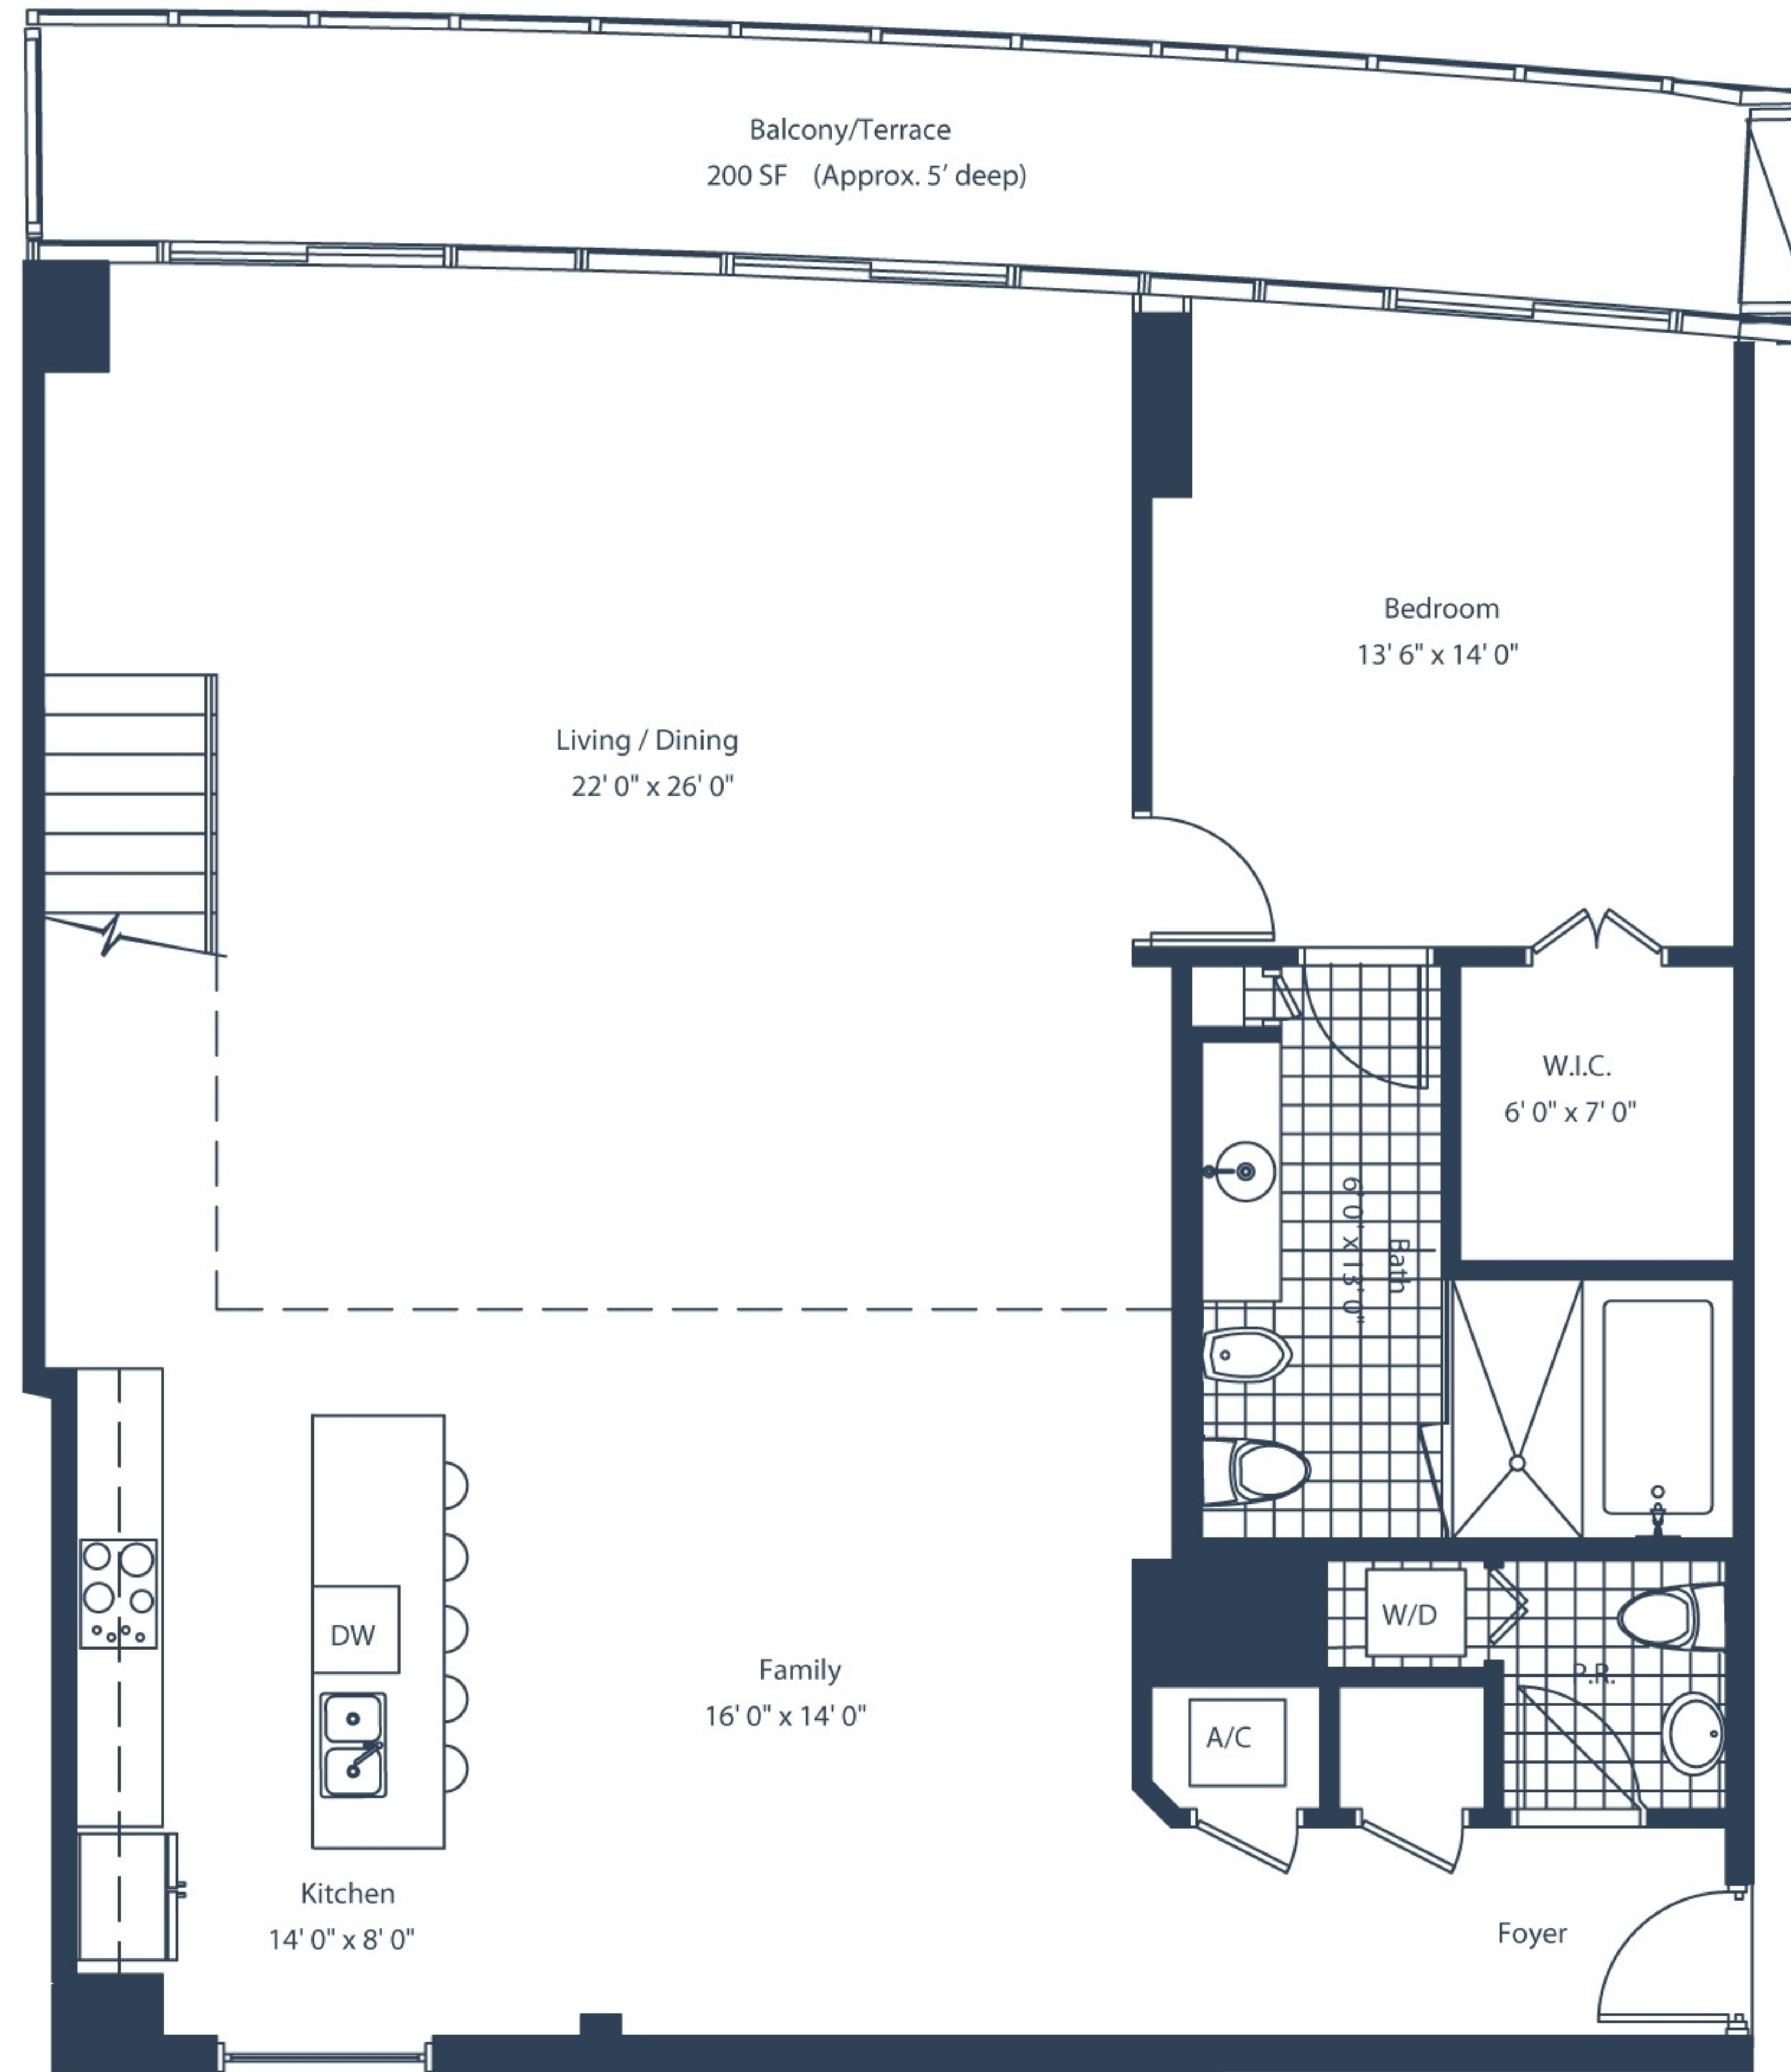 Balcony/Terrace
200 SF (Approx. 5’ deep)
Bedroom
13' 6" x 14' 0"
Living / Dining
22' 0" x 26' 0"
W.I.C.
6' 0" x 7' 0"
Bath
6' 0" x 13' 0"
W/D
DW
P.R.
Family
16' 0" x 14' 0"
A/C
Kitchen
14' 0" x 8' 0"
Foyer